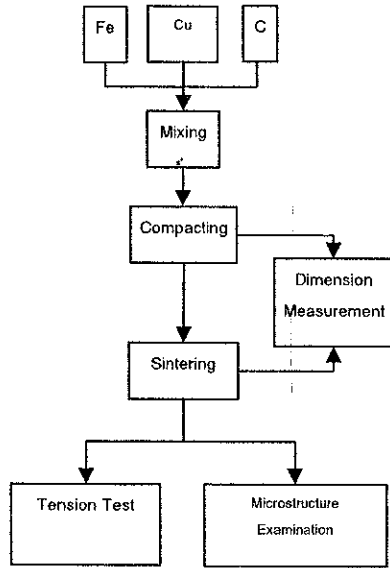 Fe
Cu
C
Mixing
Compacting
Dimension
Measurement
Sintering
Tension Test
Microstructure
Examination